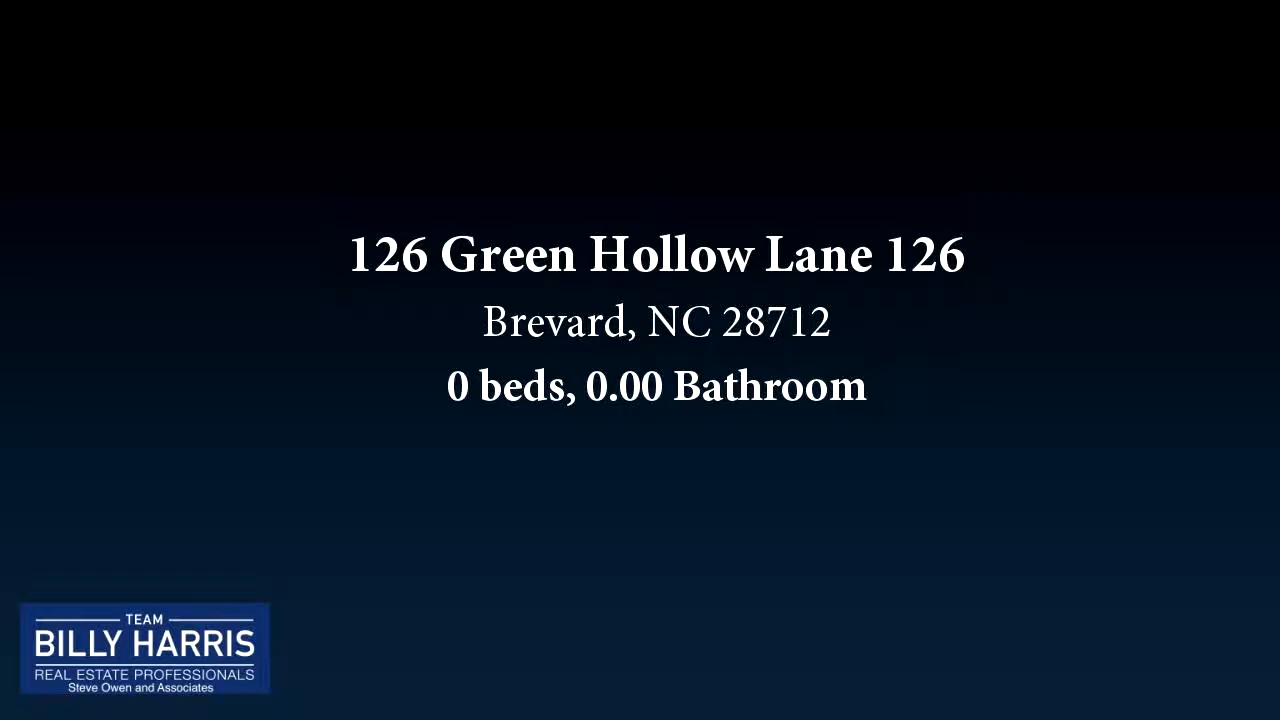 126 Green Hollow Lane 126
Brevard, NC 28712
0 beds, 0.00 Bathroom
TEAM
BILLY HARRIS
REAL ESTATE PROFESSIONALS
Steve Owen and Associates